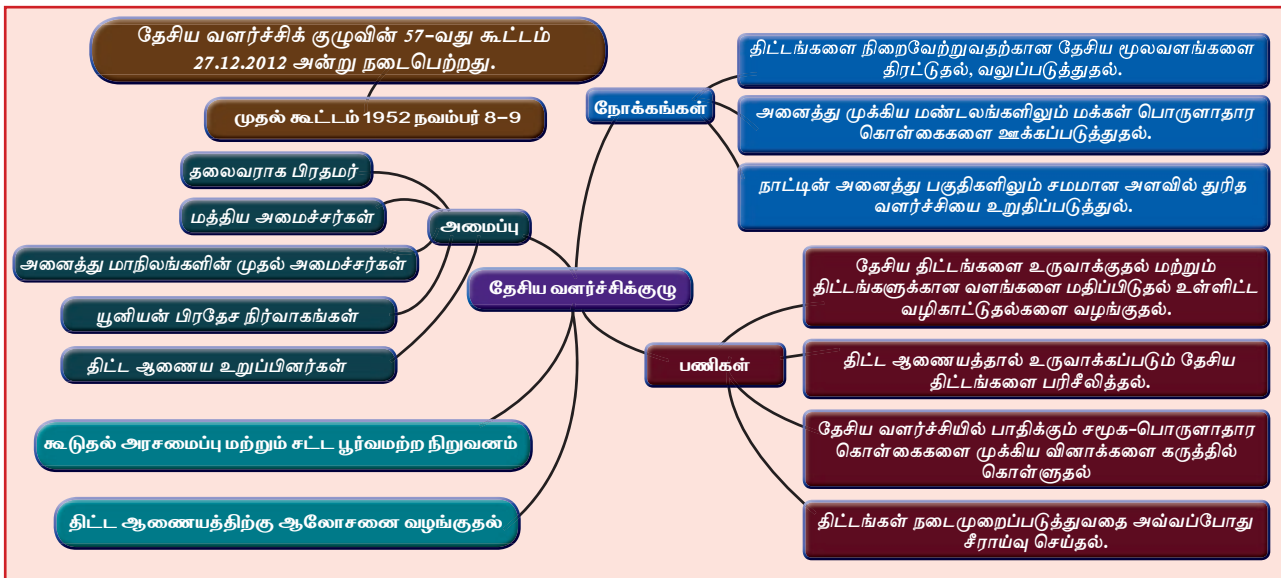 தேசிய வளர்ச்சிக் குழுவின் 57-வது கூட்டம்
27.12.2012 அன்று நடைபெற்றது.
முதல் கூட்டம் 1952 நவம்பர் 8-9
தலைவராக பிரதமர்
மத்திய அமைச்சர்கள்
அனைத்து மாநிலங்களின் முதல் அமைச்சர்கள்
யூனியன் பிரதேச நிர்வாகங்கள்
திட்ட ஆணைய உறுப்பினர்கள்
அமைப்பு
தேசிய வளர்ச்சிக்குழு
கூடுதல் அரசமைப்பு மற்றும் சட்ட பூர்வமற்ற நிறுவனம்
திட்ட ஆணையத்திற்கு ஆலோசனை வழங்குதல்
நோக்கங்கள்
திட்டங்களை நிறைவேற்றுவதற்கான தேசிய மூலவளங்களை
திரட்டுதல், வலுப்படுத்துதல்.
அனைத்து முக்கிய மண்டலங்களிலும் மக்கள் பொருளாதார
கொள்கைகளை ஊக்கப்படுத்துதல்.
நாட்டின் அனைத்து பகுதிகளிலும் சமமான அளவில் துரித
வளர்ச்சியை உறுதிப்படுத்துல்.
பணிகள்
தேசிய திட்டங்களை உருவாக்குதல் மற்றும்
திட்டங்களுக்கான வளங்களை மதிப்பிடுதல் உள்ளிட்ட
வழிகாட்டுதல்களை வழங்குதல்.
திட்ட ஆணையத்தால் உருவாக்கப்படும் தேசிய
திட்டங்களை பரிசீலித்தல்.
தேசிய வளர்ச்சியில் பாதிக்கும் சமூக-பொருளாதார
கொள்கைகளை முக்கிய வினாக்களை கருத்தில்
கொள்ளுதல்
திட்டங்கள் நடைமுறைப்படுத்துவதை அவ்வப்போது
சீராய்வு செய்தல்.